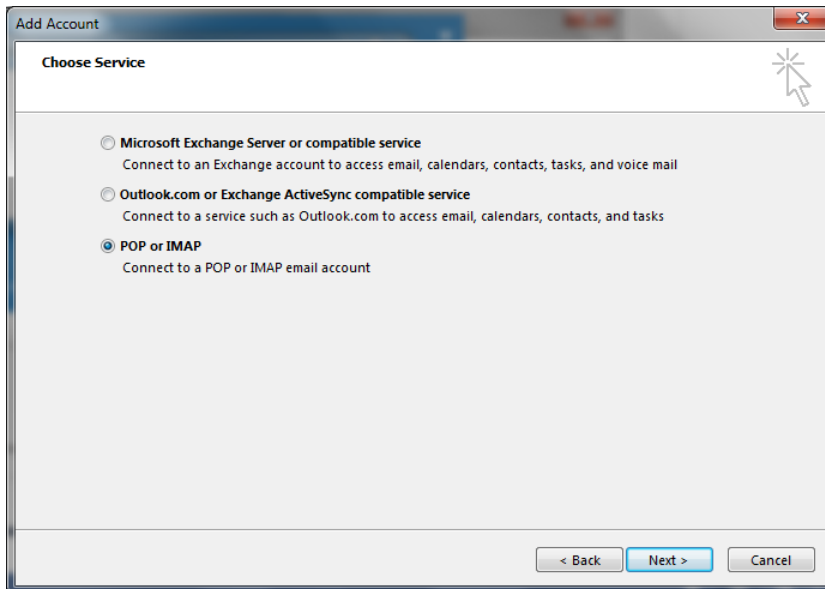 Add Account
Choose Service
Microsoft Exchange Server or compatible service
Connect to an Exchange account to access email, calendars, contacts, tasks, and voice mail
Outlook.com or Exchange ActiveSync compatible service
Connect to a service such as Outlook.com to access email, calendars, contacts, and tasks
POP or IMAP
Connect to a POP or IMAP email account
< Back Next > Cancel